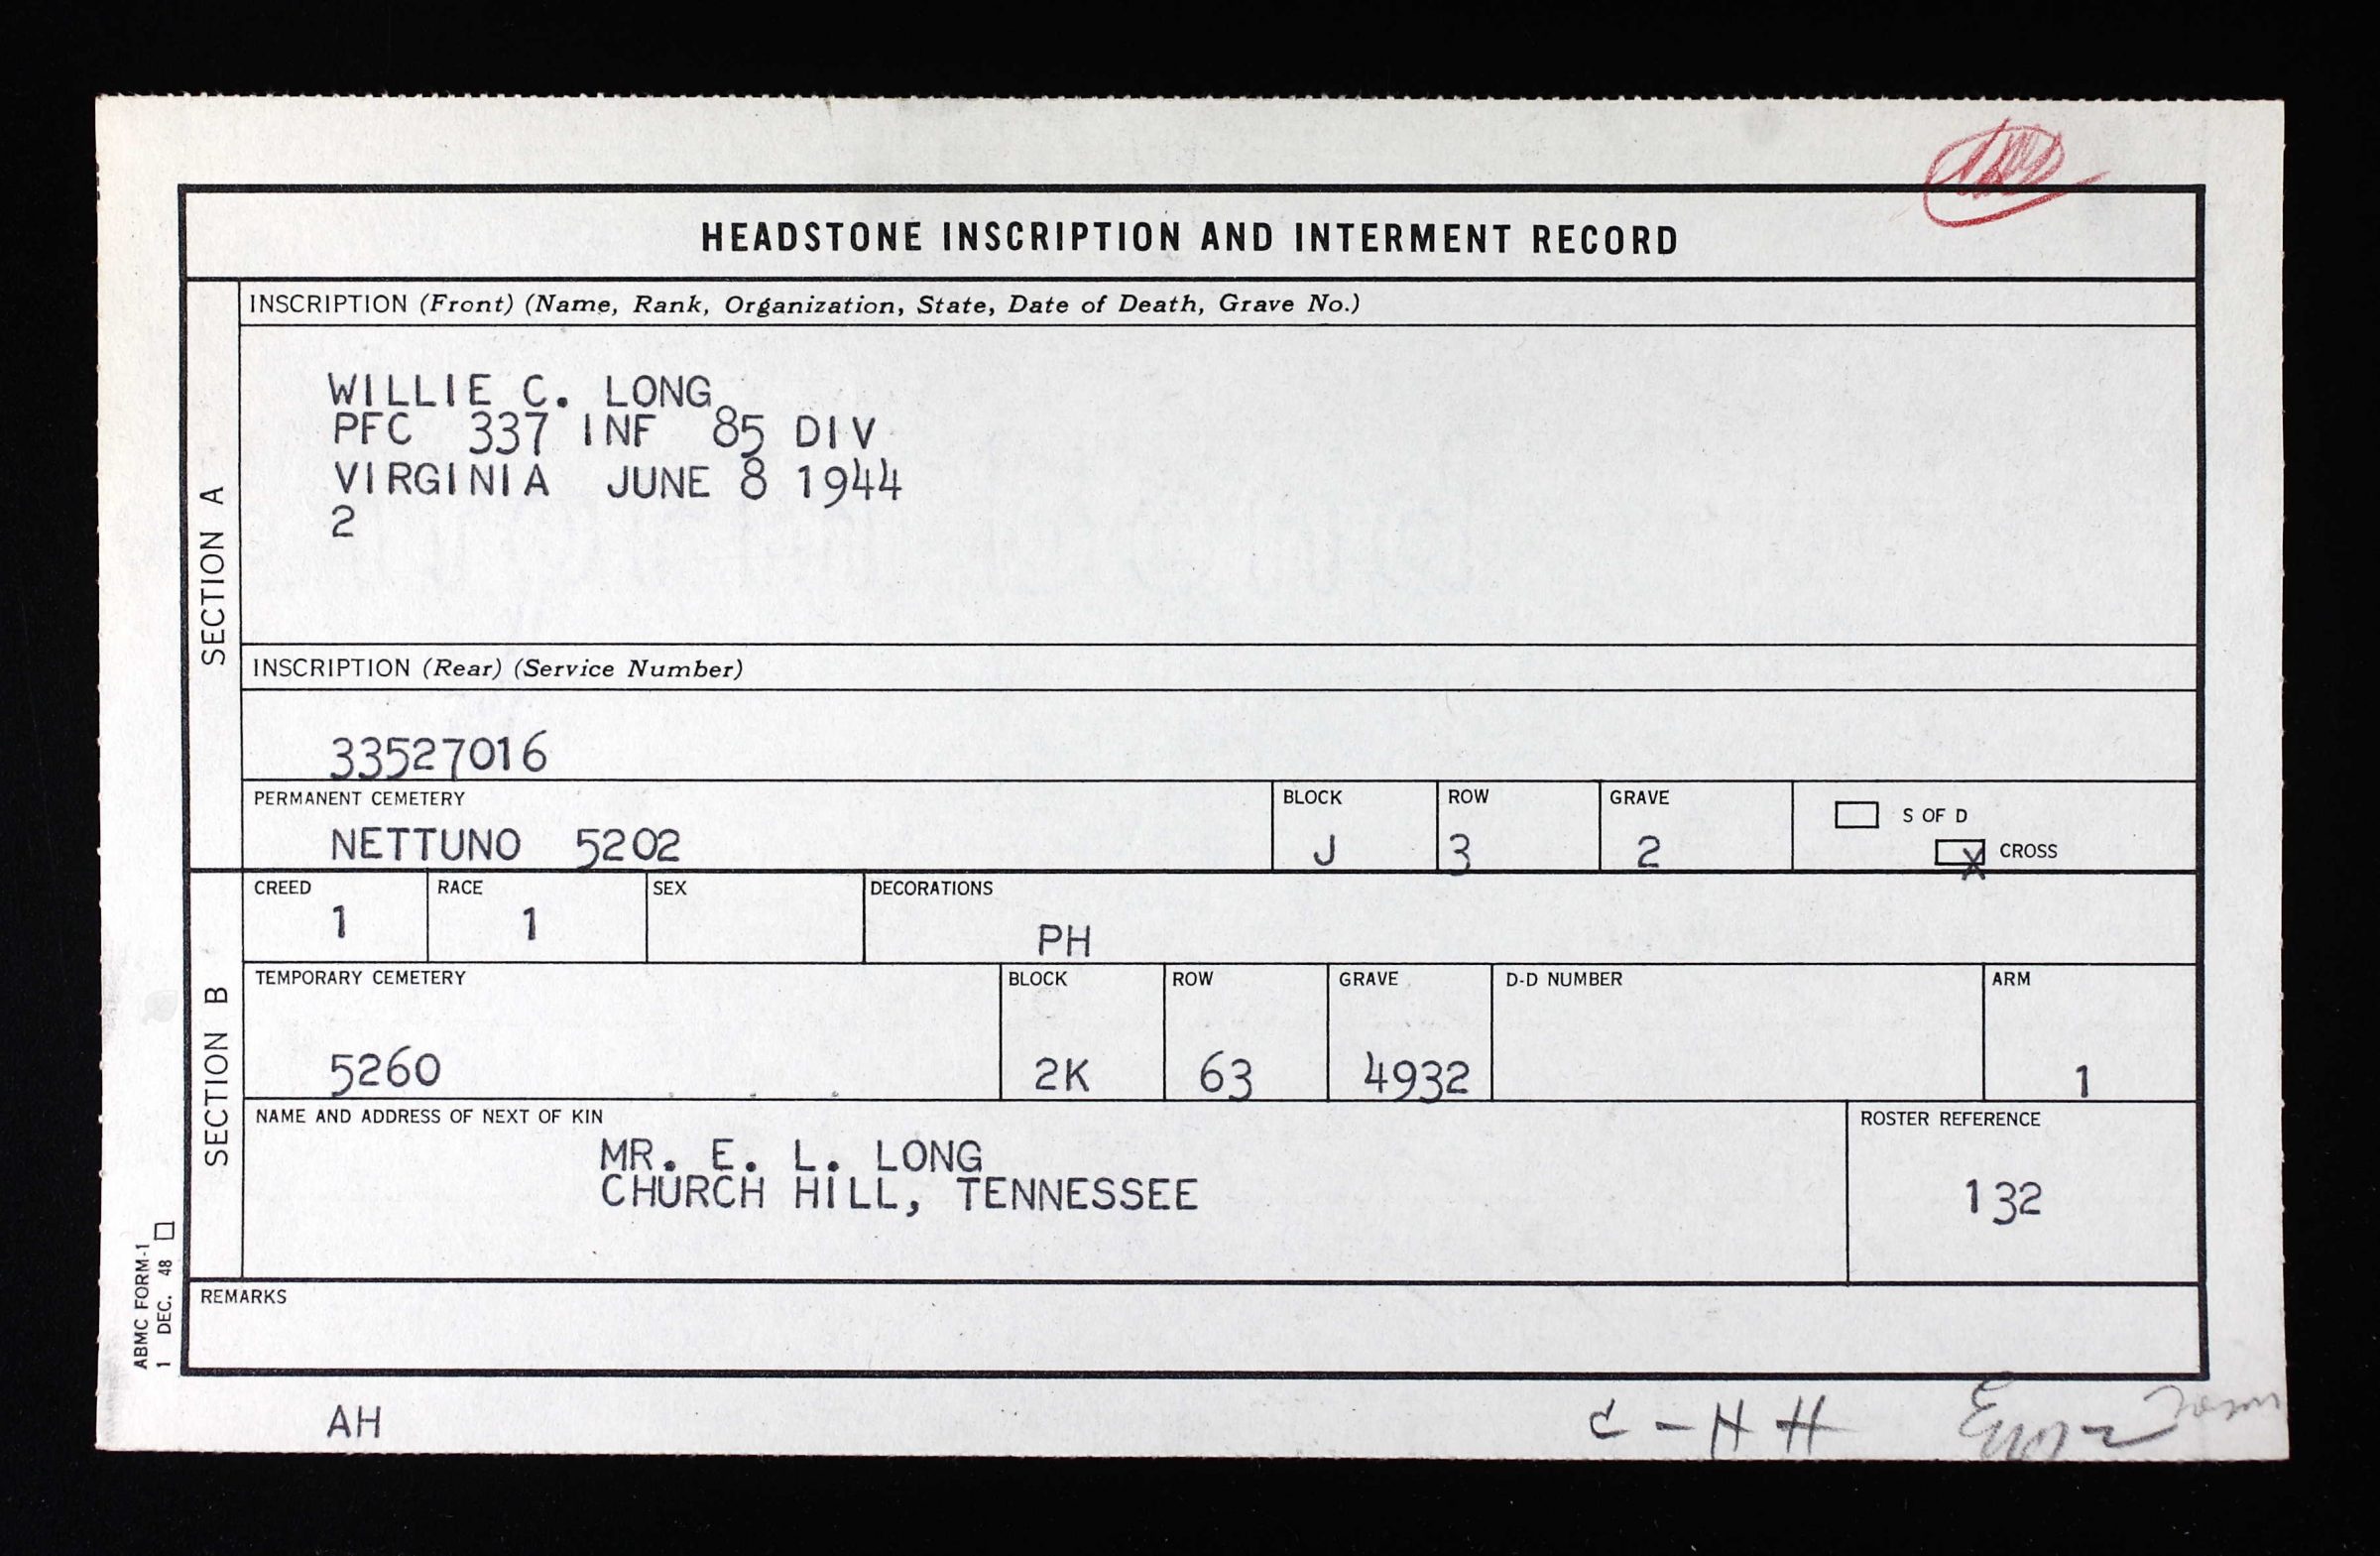 HEADSTONE INSCRIPTION AND INTERMENT RECORD
SECTION A
INSCRIPTION (Front) (Name, Rank, Organization, State, Date of Death, Grave No.)
WILLIE C. LONG
PFC 337 INF 85 DIV
VIRGINIA JUNE 8 1944
2
INSCRIPTION (Rear) (Service Number)
33527016
PERMANENT CEMETERY BLOCK ROW GRAVE S OF D
NETTUNO 5202 J 3 2 X CROSS
SECTION B
CREED RACE SEX DECORATIONS
1 1 PH
TEMPORARY CEMETERY BLOCK ROW GRAVE D-D NUMBER ARM
5260 2K 63 4932 1
NAME AND ADDRESS OF NEXT OF KIN ROSTER REFERENCE
MR. E. L. LONG
CHURCH HILL, TENNESSEE 132
REMARKS
ABMC FORM-1
1 DEC. 48
AH C-HH